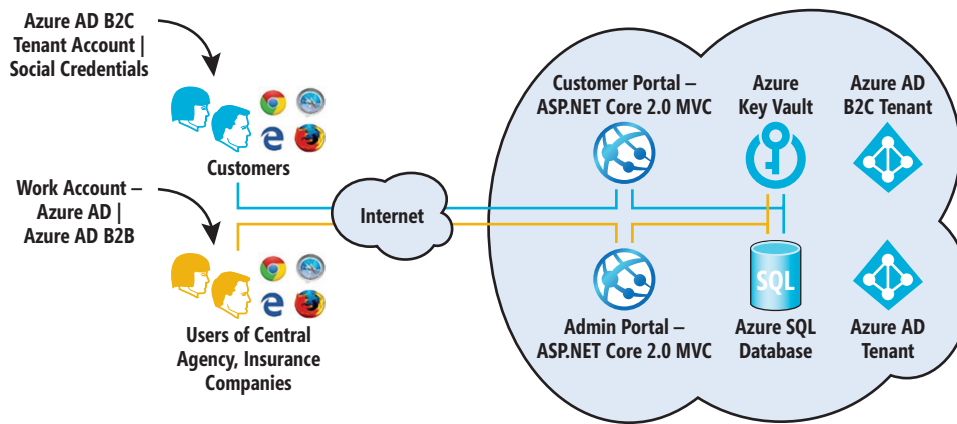 Azure AD B2C
Tenant Account |
Social Credentials
Customers
Work Account –
Azure AD |
Azure AD B2B
Users of Central
Agency, Insurance
Companies
Internet
Customer Portal –
ASP.NET Core 2.0 MVC
Azure
Key Vault
Azure AD
B2C Tenant
Admin Portal –
ASP.NET Core 2.0 MVC
SQL
Azure SQL
Database
Azure AD
Tenant